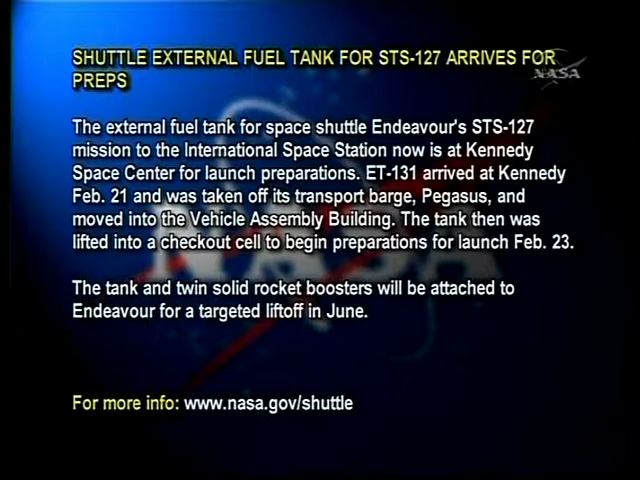 SHUTTLE EXTERNAL FUEL TANK FOR STS-127 ARRIVES FOR
PREPS
NASA
The external fuel tank for space shuttle Endeavour's STS-127
mission to the International Space Station now is at Kennedy
Space Center for launch preparations. ET-131 arrived at Kennedy
Feb. 21 and was taken off its transport barge, Pegasus, and
moved into the Vehicle Assembly Building. The tank then was
lifted into a checkout cell to begin preparations for launch Feb. 23.
NASA
The tank and twin solid rocket boosters will be attached to
Endeavour for a targeted liftoff in June.
For more info: www.nasa.gov/shuttle